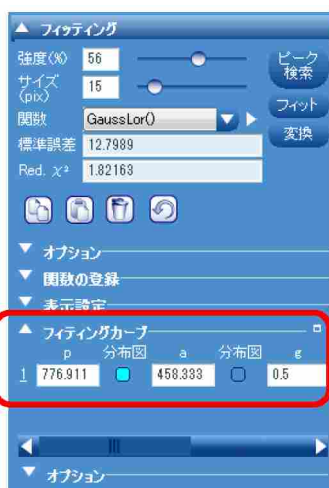 フィッティング
強度(%) 56 ピーク検索
サイズ(pix) 15 フィット
関数 GaussLor() 変換
標準誤差 12.7989
Red. χ² 1.82163
オプション
関数の登録
表示設定
フィティングカーブ
p 分布図 a 分布図 g
1 776.911 458.333 0.5
オプション